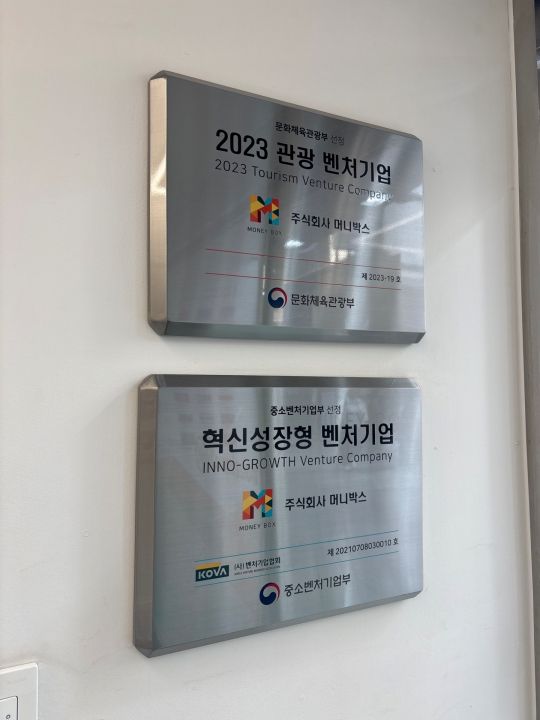 문화체육관광부 선정
2023 관광 벤처기업
2023 Tourism Venture Company
MONEY BOX
주식회사 머니박스
제 2023-19 호
문화체육관광부
중소벤처기업부 선정
혁신성장형 벤처기업
INNO-GROWTH Venture Company
MONEY BOX
주식회사 머니박스
제 20210708030010 호
KOVA
(사)벤처기업협회
중소벤처기업부